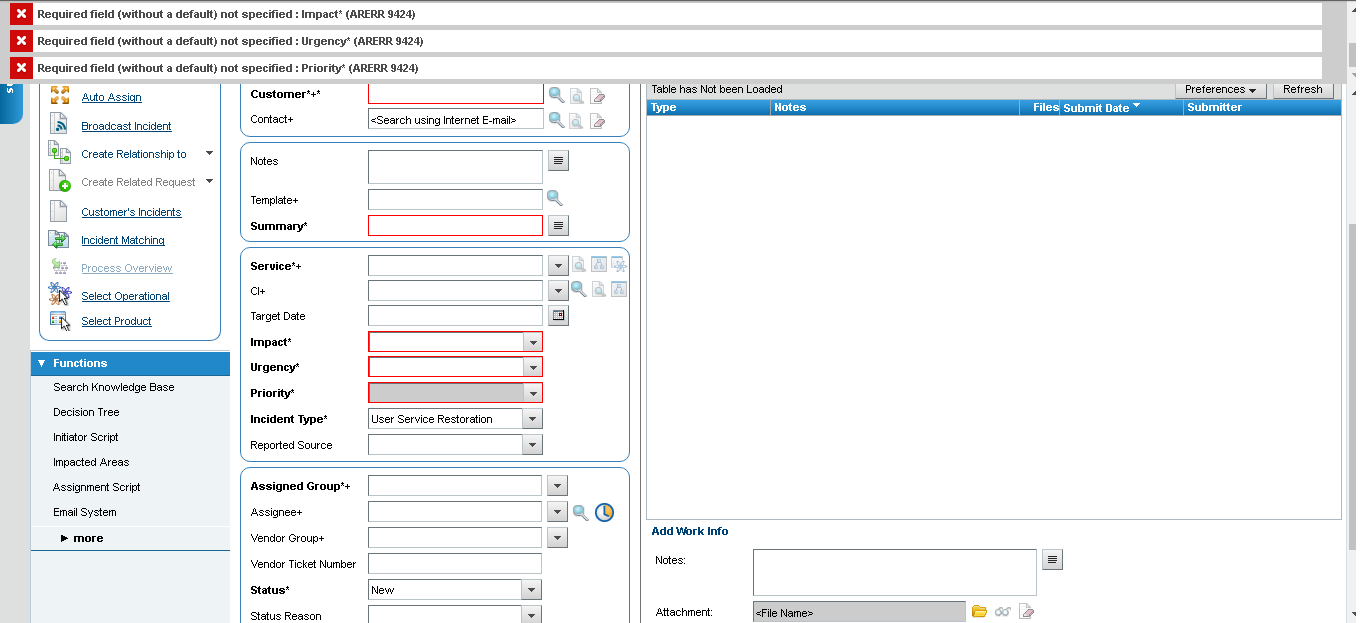 Required field (without a default) not specified : Impact* (ARERR 9424)
Required field (without a default) not specified : Urgency* (ARERR 9424)
Required field (without a default) not specified : Priority* (ARERR 9424)
Auto Assign
Broadcast Incident
Create Relationship to
Create Related Request
Customer's Incidents
Incident Matching
Process Overview
Select Operational
Select Product
Functions
Search Knowledge Base
Decision Tree
Initiator Script
Impacted Areas
Assignment Script
Email System
more
Customer*+*
Contact+ <Search using Internet E-mail>
Notes
Template+
Summary*
Service*+
CI+
Target Date
Impact*
Urgency*
Priority*
Incident Type* User Service Restoration
Reported Source
Assigned Group*+
Assignee+
Vendor Group+
Vendor Ticket Number
Status* New
Status Reason
Table has Not been Loaded Preferences Refresh
Type Notes Files Submit Date Submitter
Add Work Info
Notes:
Attachment: <File Name>